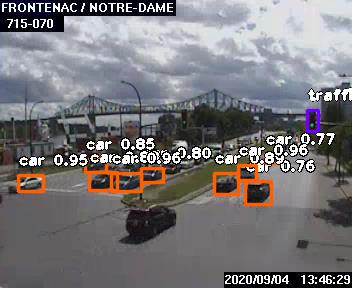 FRONTENAC / NOTRE-DAME
715-070
traffi
car 0.77
car 0.85
car 0.96
car 0.95
car 0.96
0.80
car 0.89
car 0.76
2020/09/04 13:46:29